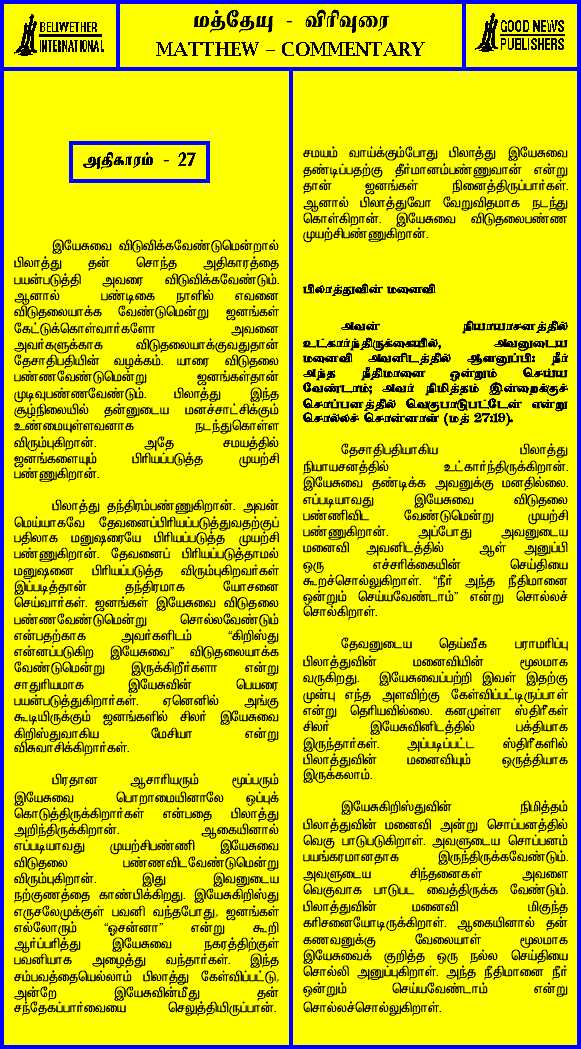 BELIWETHER
INTERNATIONAL
மத்தேயு - விரிவுரை
MATTHEW – COMMENTARY
GOOD NEWS
PUBLISHERS
அதிகாரம் - 27
இயேசுவை விடுவிக்கவேண்டுமென்றால்
பிலாத்து தன் சொந்த அதிகாரத்தை
பயன்படுத்தி அவரை விடுவிக்கவேண்டும்.
ஆனால் பண்டிகை நாளில் எவனை
விடுதலையாக்க வேண்டுமென்று ஜனங்கள்
கேட்டுக்கொள்வார்களோ அவனை
அவர்களுக்காக விடுதலையாக்குவதுதான்
தேசாதிபதியின் வழக்கம். யாரை விடுதலை
பண்ணவேண்டுமென்று ஜனங்கள்தான்
முடிவுபண்ணவேண்டும். பிலாத்து இந்த
சூழ்நிலையில் தன்னுடைய மனச்சாட்சிக்கும்
உண்மையுள்ளவனாக நடந்துகொள்ள
விரும்புகிறான். அதே சமயத்தில்
ஜனங்களையும் பிரியப்படுத்த முயற்சி
பண்ணுகிறான்.
பிலாத்து தந்திரம்பண்ணுகிறான். அவன்
மெய்யாகவே தேவனைப்பிரியப்படுத்துவதற்குப்
பதிலாக மனுஷரையே பிரியப்படுத்த முயற்சி
பண்ணுகிறான். தேவனைப் பிரியப்படுத்தாமல்
மனுஷனை பிரியப்படுத்த விரும்புகிறவர்கள்
இப்படித்தான் தந்திரமாக யோசனை
செய்வார்கள். ஜனங்கள் இயேசுவை விடுதலை
பண்ணவேண்டுமென்று சொல்லவேண்டும்
என்பதற்காக அவர்களிடம் “கிறிஸ்து
என்னப்படுகிற இயேசுவை” விடுதலையாக்க
வேண்டுமென்று இருக்கிறீர்களா என்று
சாதுரியமாக இயேசுவின் பெயரை
பயன்படுத்துகிறார்கள். ஏனெனில் அங்கு
கூடியிருக்கும் ஜனங்களில் சிலர் இயேசுவை
கிறிஸ்துவாகிய மேசியா என்று
விசுவாசிக்கிறார்கள்.
பிரதான ஆசாரியரும் மூப்பரும்
இயேசுவை பொறாமையினாலே ஒப்புக்
கொடுத்திருக்கிறார்கள் என்பதை பிலாத்து
அறிந்திருக்கிறான். ஆகையினால்
எப்படியாவது முயற்சிபண்ணி இயேசுவை
விடுதலை பண்ணவிடவேண்டுமென்று
விரும்புகிறான். இது இவனுடைய
நற்குணத்தை காண்பிக்கிறது. இயேசுகிறிஸ்து
எருசலேமுக்குள் பவனி வந்தபோது, ஜனங்கள்
எல்லோரும் “ஓசன்னா” என்று கூறி
ஆர்ப்பரித்து இயேசுவை நகரத்திற்குள்
பவனியாக அழைத்து வந்தார்கள். இந்த
சம்பவத்தையெல்லாம் பிலாத்து கேள்விப்பட்டு,
அன்றே இயேசுவின்மீது தன்
சந்தேகப்பார்வையை செலுத்தியிருப்பான்.
சமயம் வாய்க்கும்போது பிலாத்து இயேசுவை
தண்டிப்பதற்கு தீர்மானம்பண்ணுவான் என்று
தான் ஜனங்கள் நினைத்திருப்பார்கள்.
ஆனால் பிலாத்துவோ வேறுவிதமாக நடந்து
கொள்கிறான். இயேசுவை விடுதலைபண்ண
முயற்சிபண்ணுகிறான்.
பிலாத்துவின் மனைவி
அவன் நியாயாசனத்தில்
உட்கார்ந்திருக்கையில், அவனுடைய
மனைவி அவனிடத்தில் ஆளனுப்பி: நீர்
அந்த நீதிமானை ஒன்றும் செய்ய
வேண்டாம்; அவர் நிமித்தம் இன்றைக்குச்
சொப்பனத்தில் வெகுபாடுபட்டேன் என்று
சொல்லச் சொன்னாள் (மத் 27:19).
தேசாதிபதியாகிய பிலாத்து
நியாயசனத்தில் உட்கார்ந்திருக்கிறான்.
இயேசுவை தண்டிக்க அவனுக்கு மனதில்லை.
எப்படியாவது இயேசுவை விடுதலை
பண்ணிவிட வேண்டுமென்று முயற்சி
பண்ணுகிறான். அப்போது அவனுடைய
மனைவி அவனிடத்தில் ஆள் அனுப்பி
ஒரு எச்சரிக்கையின் செய்தியை
கூறச்சொல்லுகிறாள். “நீர் அந்த நீதிமானை
ஒன்றும் செய்யவேண்டாம்” என்று சொல்லச்
சொல்கிறாள்.
தேவனுடைய தெய்வீக பராமரிப்பு
பிலாத்துவின் மனைவியின் மூலமாக
வருகிறது. இயேசுவைப்பற்றி இவள் இதற்கு
முன்பு எந்த அளவிற்கு கேள்விப்பட்டிருப்பாள்
என்று தெரியவில்லை. கனமுள்ள ஸ்திரீகள்
சிலர் இயேசுவினிடத்தில் பக்தியாக
இருந்தார்கள். அப்படிப்பட்ட ஸ்திரீகளில்
பிலாத்துவின் மனைவியும் ஒருத்தியாக
இருக்கலாம்.
இயேசுகிறிஸ்துவின் நிமித்தம்
பிலாத்துவின் மனைவி அன்று சொப்பனத்தில்
வெகு பாடுபடுகிறாள். அவளுடைய சொப்பனம்
பயங்கரமானதாக இருந்திருக்கவேண்டும்.
அவளுடைய சிந்தனைகள் அவளை
வெகுவாக பாடுபட வைத்திருக்க வேண்டும்.
பிலாத்துவின் மனைவி மிகுந்த
கரிசனையோடிருக்கிறாள். ஆகையினால் தன்
கணவனுக்கு வேலையாள் மூலமாக
இயேசுவைக் குறித்த ஒரு நல்ல செய்தியை
சொல்லி அனுப்புகிறாள். அந்த நீதிமானை நீர்
ஒன்றும் செய்யவேண்டாம் என்று
சொல்லச்சொல்லுகிறாள்.